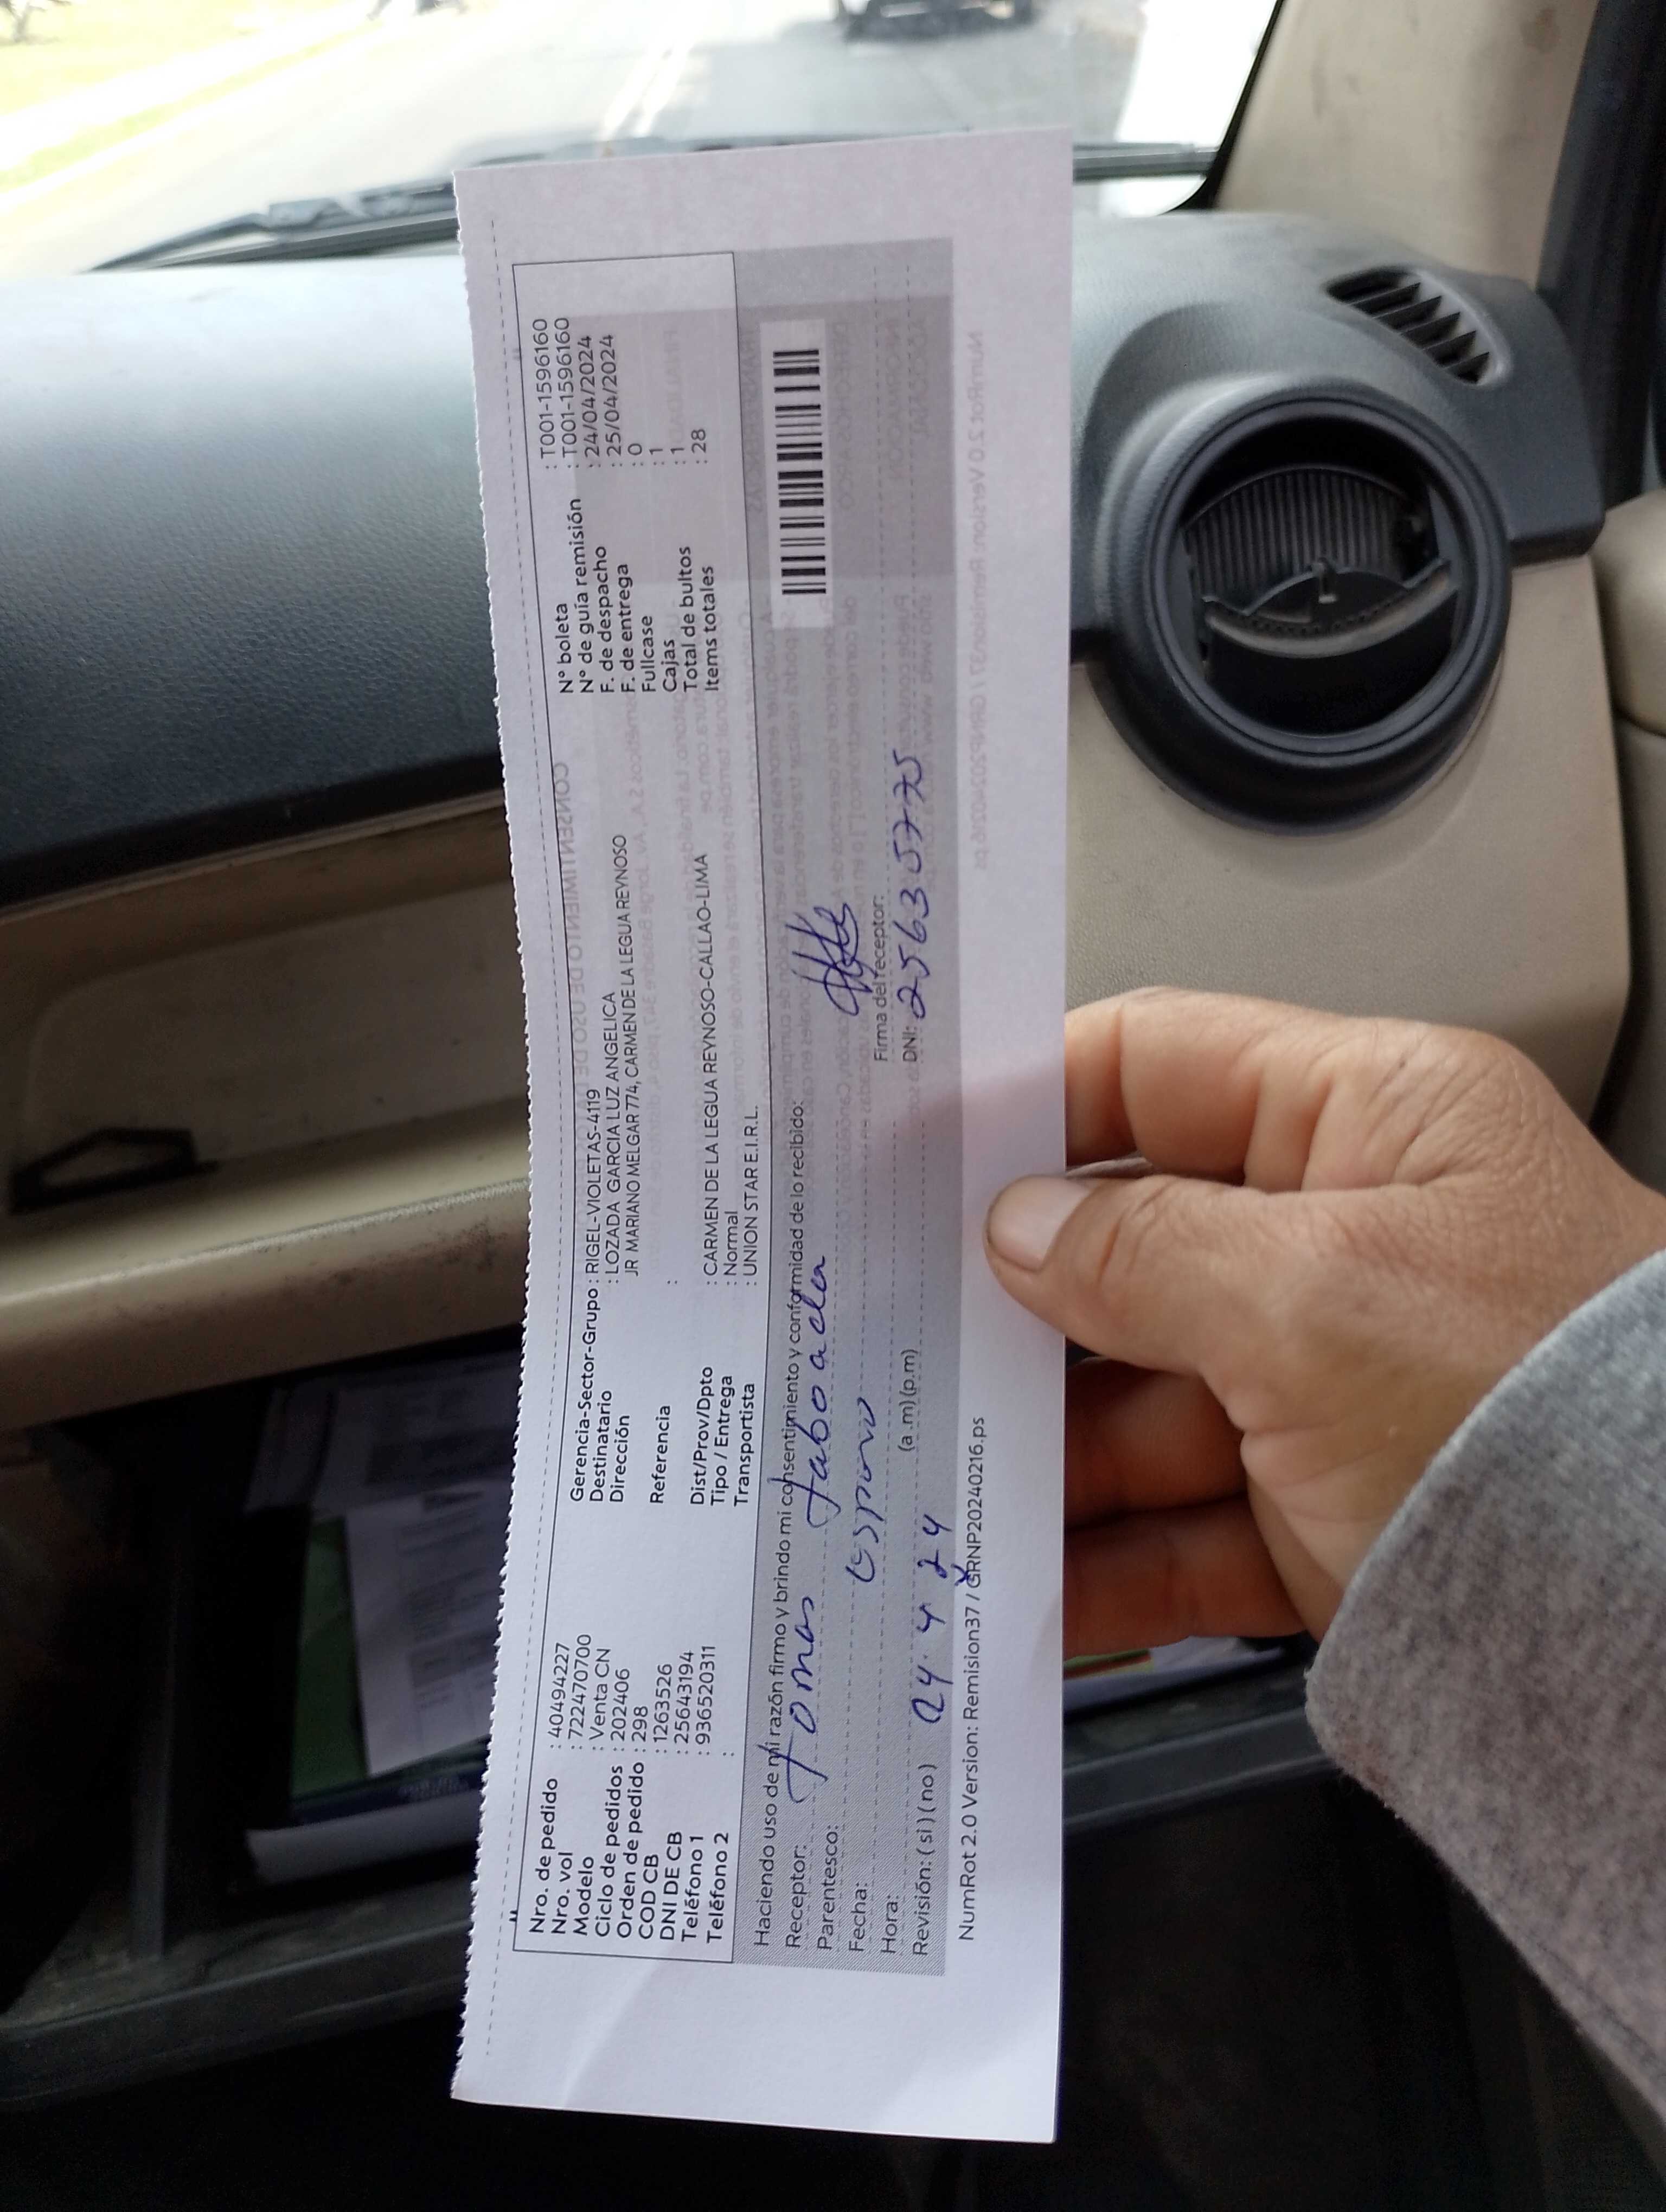 Nro. de pedido : 40494227
Nro. vol : 722470700
Modelo : Venta CN
Ciclo de pedidos : 202406
Orden de pedido : 298
COD CB : 1263526
DNI DE CB : 25643194
Teléfono 1 : 936520311
Teléfono 2 :
Gerencia-Sector-Grupo : RIGEL-VIOLETAS-4119
Destinatario : LOZADA GARCIA LUZ ANGELICA
Dirección JR MARIANO MELGAR 774, CARMEN DE LA LEGUA REYNOSO
Referencia :
Dist/Prov/Dpto : CARMEN DE LA LEGUA REYNOSO-CALLAO-LIMA
Tipo / Entrega : Normal
Transportista : UNION STAR E.I.R.L.
N° boleta : T001-1596160
N° de guía remisión : T001-1596160
F. de despacho : 24/04/2024
F. de entrega : 25/04/2024
Fullcase : 0
Cajas : 1
Total de bultos : 1
Items totales : 28
Haciendo uso de mi razón firmo y brindo mi consentimiento y conformidad de lo recibido:
Receptor: Tomas Taboada
Parentesco: Espino
Fecha:
Hora: 24 . 4 24 (a .m) (p.m)
Revisión: ( si ) ( no )
Firma del receptor:
DNI: 25635775
NumRot 2.0 Version: Remision37 / GRNP20240216.ps